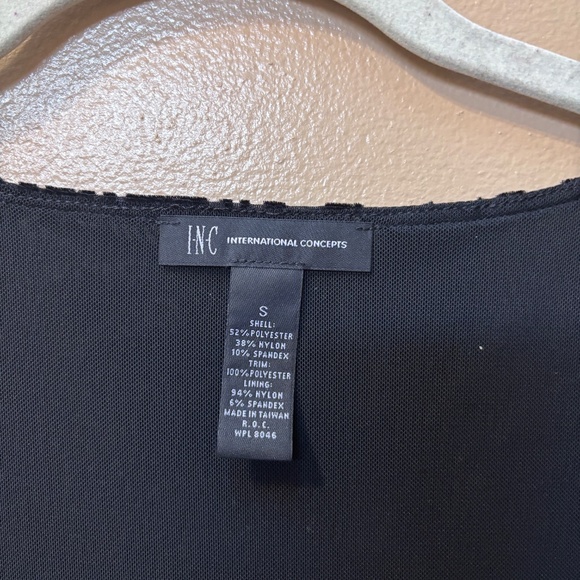 I·N·C INTERNATIONAL CONCEPTS
S
SHELL:
52% POLYESTER
38% NYLON
10% SPANDEX
TRIM:
100% POLYESTER
LINING:
94% NYLON
6% SPANDEX
MADE IN TAIWAN
R.O.C.
WPL 8046